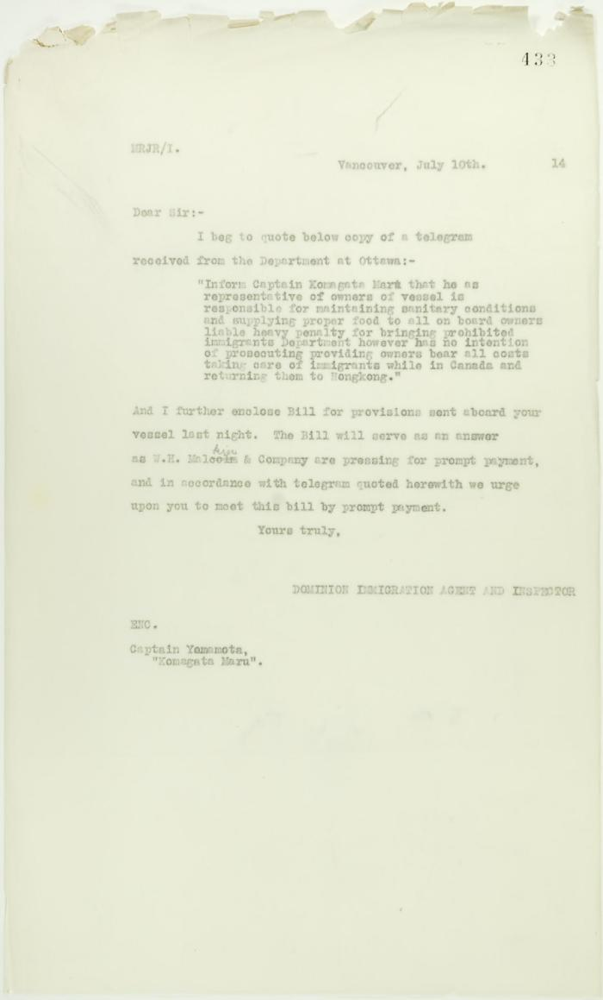 433
MRJR/I.
Vancouver, July 10th. 14
Dear Sir:-
I beg to quote below copy of a telegram
received from the Department at Ottawa:-
"Inform Captain Komagata Maru that he as
representative of owners of vessel is
responsible for maintaining sanitary conditions
and supplying proper food to all on board owners
liable heavy penalty for bringing prohibited
immigrants Department however has no intention
of prosecuting providing owners bear all costs
taking care of immigrants while in Canada and
returning them to Hongkong."
And I further enclose Bill for provisions sent aboard your
vessel last night. The Bill will serve as an answer
as W.H. Malcolm & Company are pressing for prompt payment,
and in accordance with telegram quoted herewith we urge
upon you to meet this bill by prompt payment.
Yours truly,
DOMINION IMMIGRATION AGENT AND INSPECTOR
ENC.
Captain Yamamota,
"Komagata Maru".